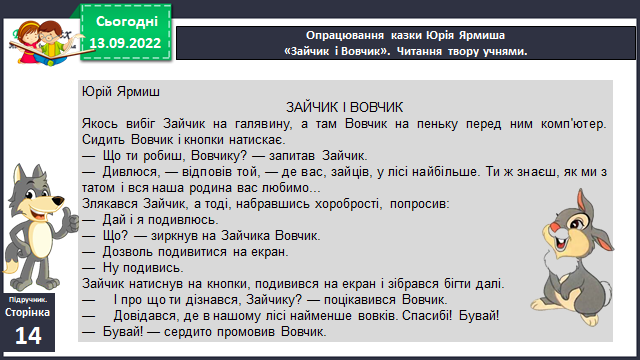 Сьогодні
13.09.2022
Опрацювання казки Юрія Ярмиша
«Зайчик і Вовчик». Читання твору учнями.
Юрій Ярмиш
ЗАЙЧИК І ВОВЧИК
Якось вибіг Зайчик на галявину, а там Вовчик на пеньку перед ним комп'ютер.
Сидить Вовчик і кнопки натискає.
— Що ти робиш, Вовчику? — запитав Зайчик.
— Дивлюся, — відповів той, — де вас, зайців, у лісі найбільше. Ти ж знаєш, як ми з
татом і вся наша родина вас любимо...
Злякався Зайчик, а тоді, набравшись хоробрості, попросив:
— Дай і я подивлюсь.
— Що? — зиркнув на Зайчика Вовчик.
— Дозволь подивитися на екран.
— Ну подивись.
Зайчик натиснув на кнопки, подивився на екран і зібрався бігти далі.
— І про що ти дізнався, Зайчику? — поцікавився Вовчик.
— Довідався, де в нашому лісі найменше вовків. Спасибі! Бувай!
— Бувай! — сердито промовив Вовчик.
Підручник.
Сторінка
14